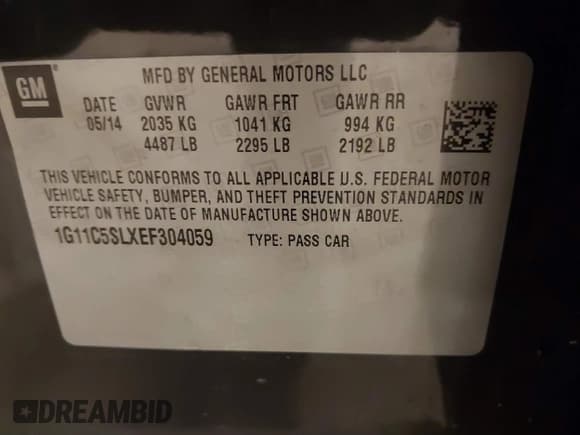 GM ®
MFD BY GENERAL MOTORS LLC
DATE GVWR GAWR FRT GAWR RR
05/14 2035 KG 1041 KG 994 KG
4487 LB 2295 LB 2192 LB
THIS VEHICLE CONFORMS TO ALL APPLICABLE U.S. FEDERAL MOTOR
VEHICLE SAFETY, BUMPER, AND THEFT PREVENTION STANDARDS IN
EFFECT ON THE DATE OF MANUFACTURE SHOWN ABOVE.
1G11C5SLXEF304059 TYPE: PASS CAR
DREAMBID